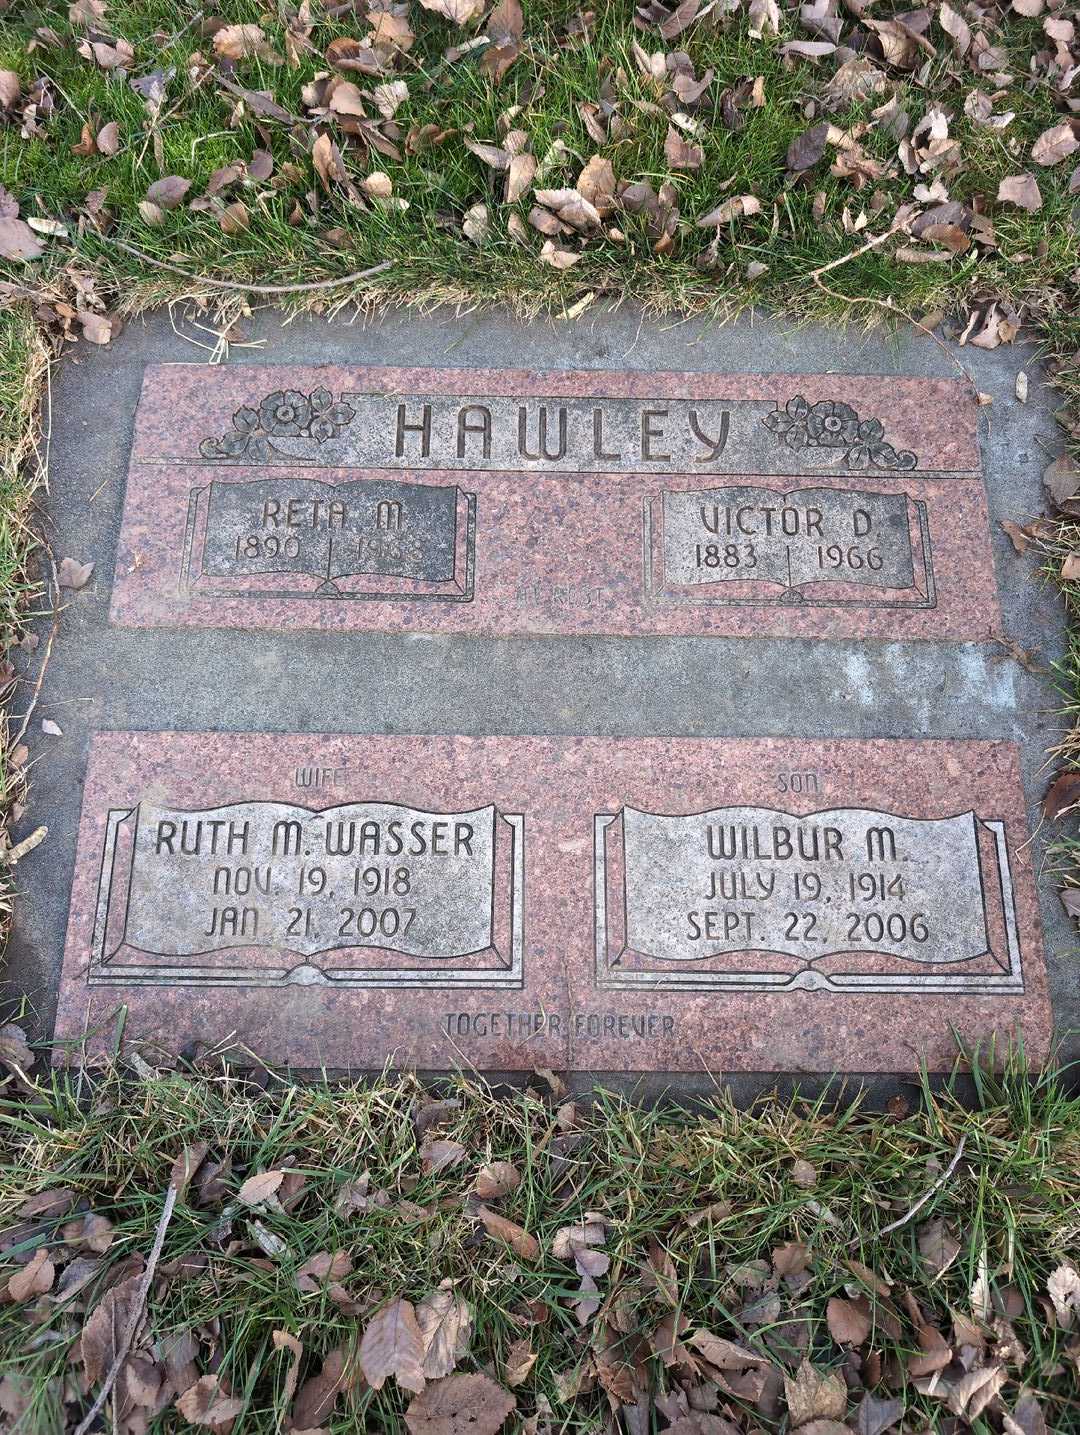 HAWLEY
RETA M.
1890
VICTOR D.
1883 1966
AT REST
WIFE
RUTH M. WASSER
NOV. 19, 1918
JAN. 21, 2007
SON
WILBUR M.
JULY 19, 1914
SEPT. 22, 2006
TOGETHER FOREVER